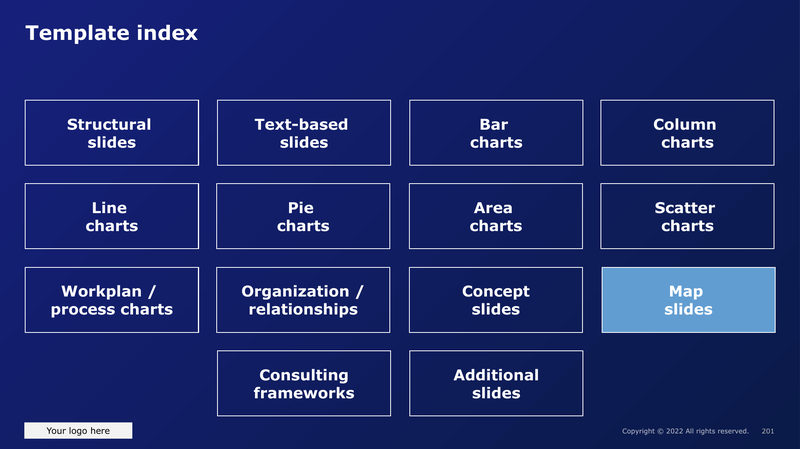 Template index
Structural
slides
Text-based
slides
Bar
charts
Column
charts
Line
charts
Pie
charts
Area
charts
Scatter
charts
Workplan /
process charts
Organization /
relationships
Concept
slides
Map
slides
Consulting
frameworks
Additional
slides
Your logo here
Copyright © 2022 All rights reserved. 201